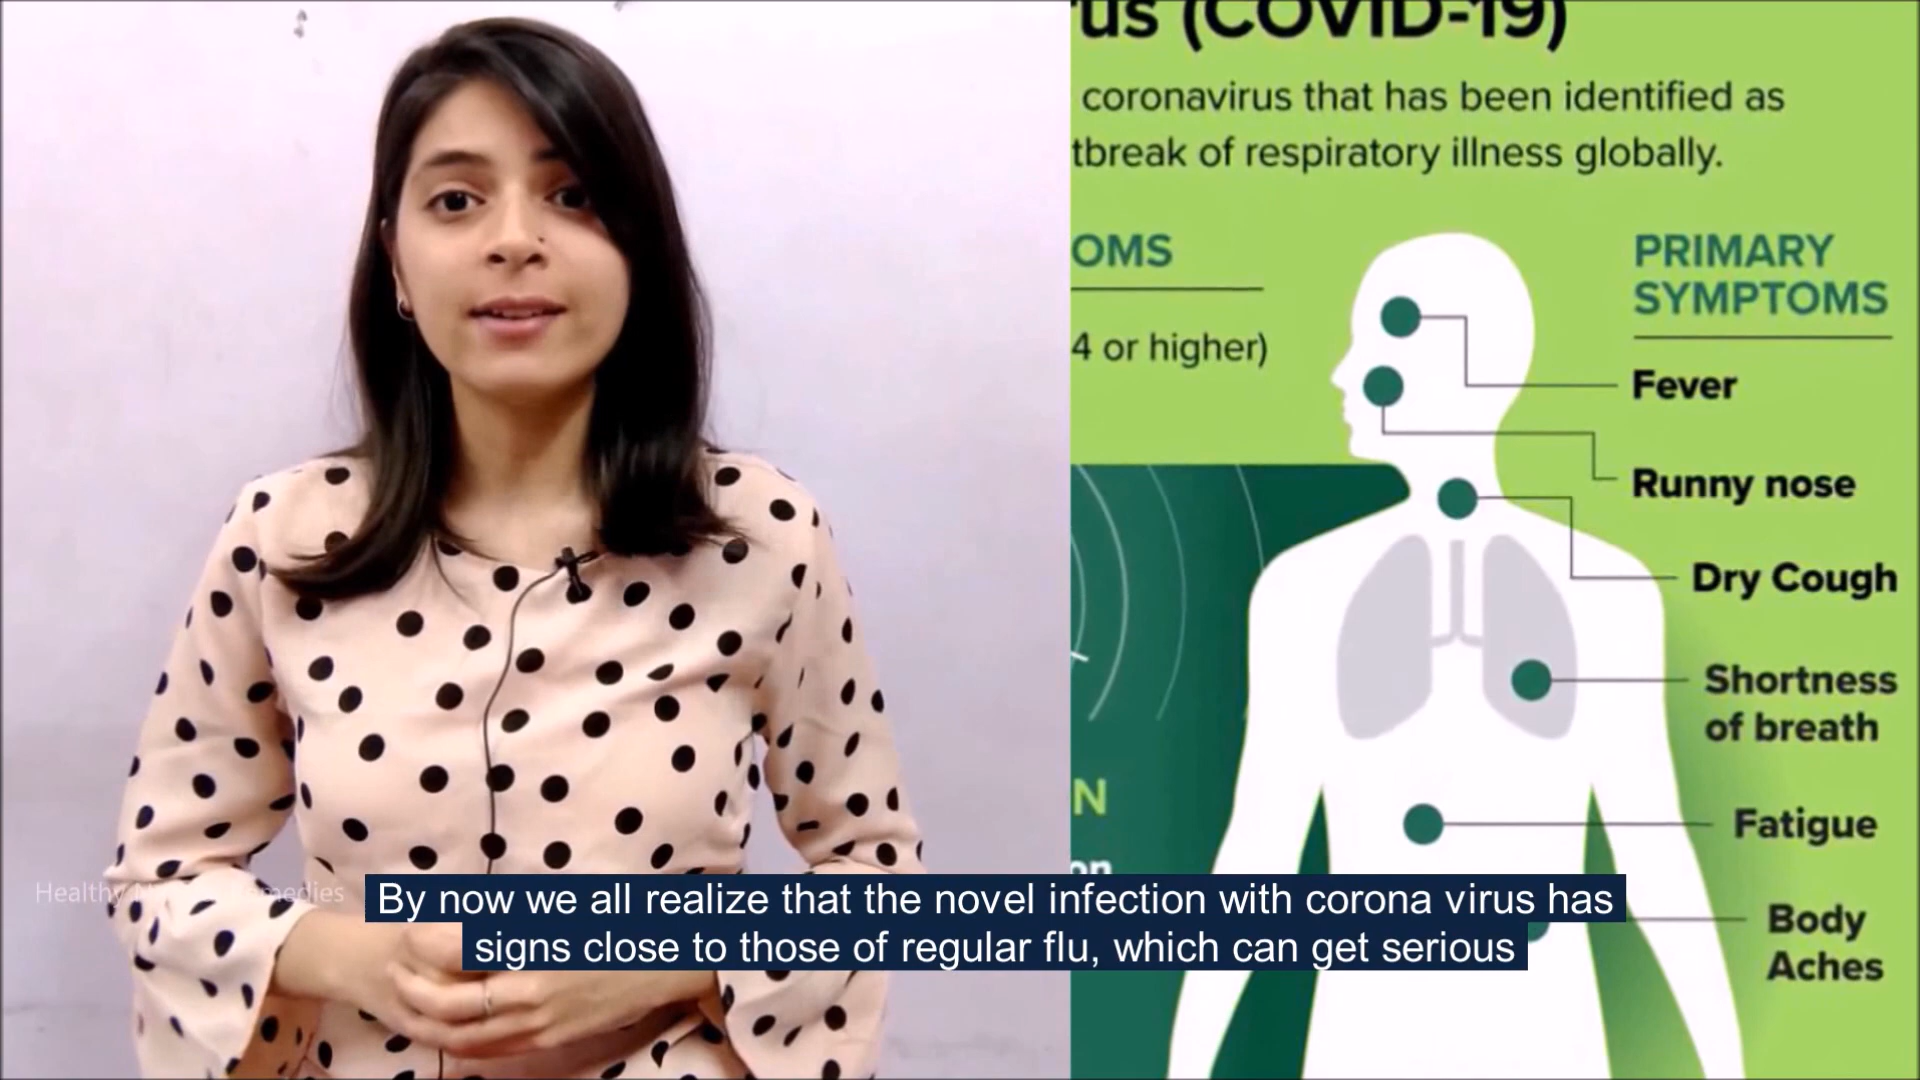 us (COVID-19)
coronavirus that has been identified as
tbreak of respiratory illness globally.
OMS
4 or higher)
PRIMARY
SYMPTOMS
Fever
Runny nose
Dry Cough
Shortness
of breath
Fatigue
Body
Aches
N
on
Healthy
By now we all realize that the novel infection with corona virus has
signs close to those of regular flu, which can get serious